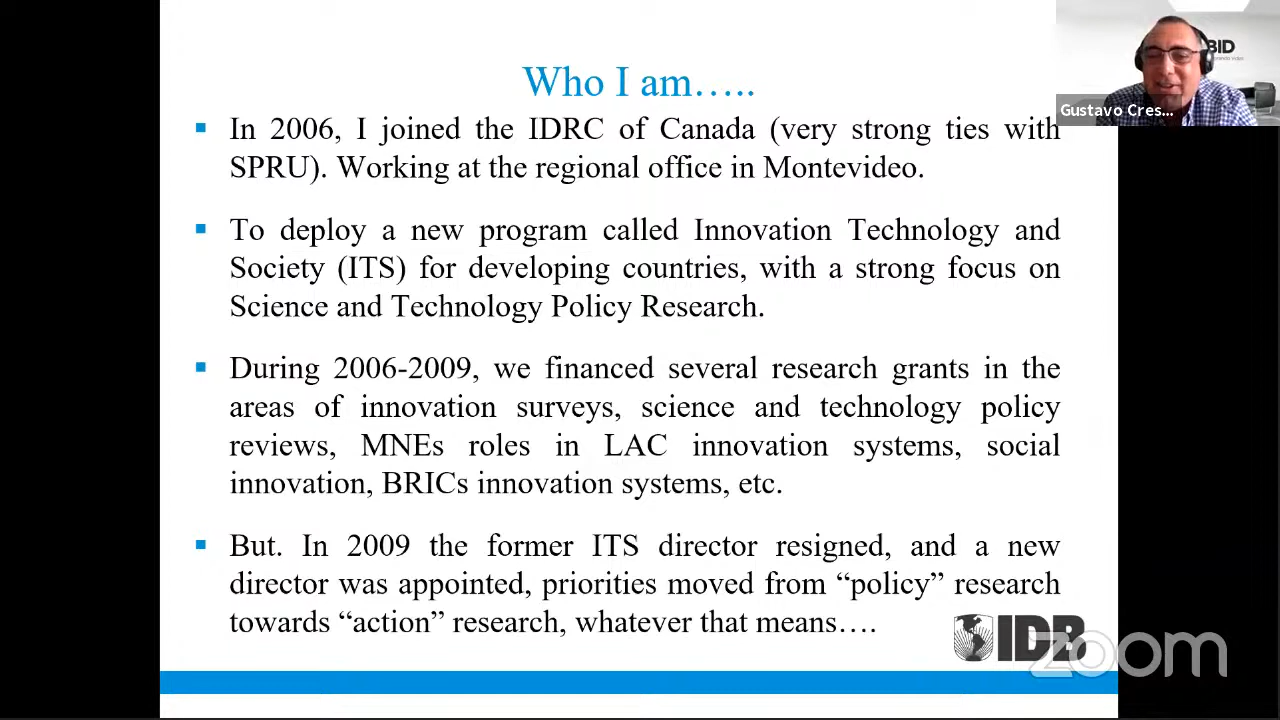 Who I am…..
In 2006, I joined the IDRC of Canada (very strong ties with
SPRU). Working at the regional office in Montevideo.
To deploy a new program called Innovation Technology and
Society (ITS) for developing countries, with a strong focus on
Science and Technology Policy Research.
During 2006-2009, we financed several research grants in the
areas of innovation surveys, science and technology policy
reviews, MNEs roles in LAC innovation systems, social
innovation, BRICs innovation systems, etc.
But. In 2009 the former ITS director resigned, and a new
director was appointed, priorities moved from “policy” research
towards “action” research, whatever that means….
IDB
zoom
BID
Gustavo Cres...